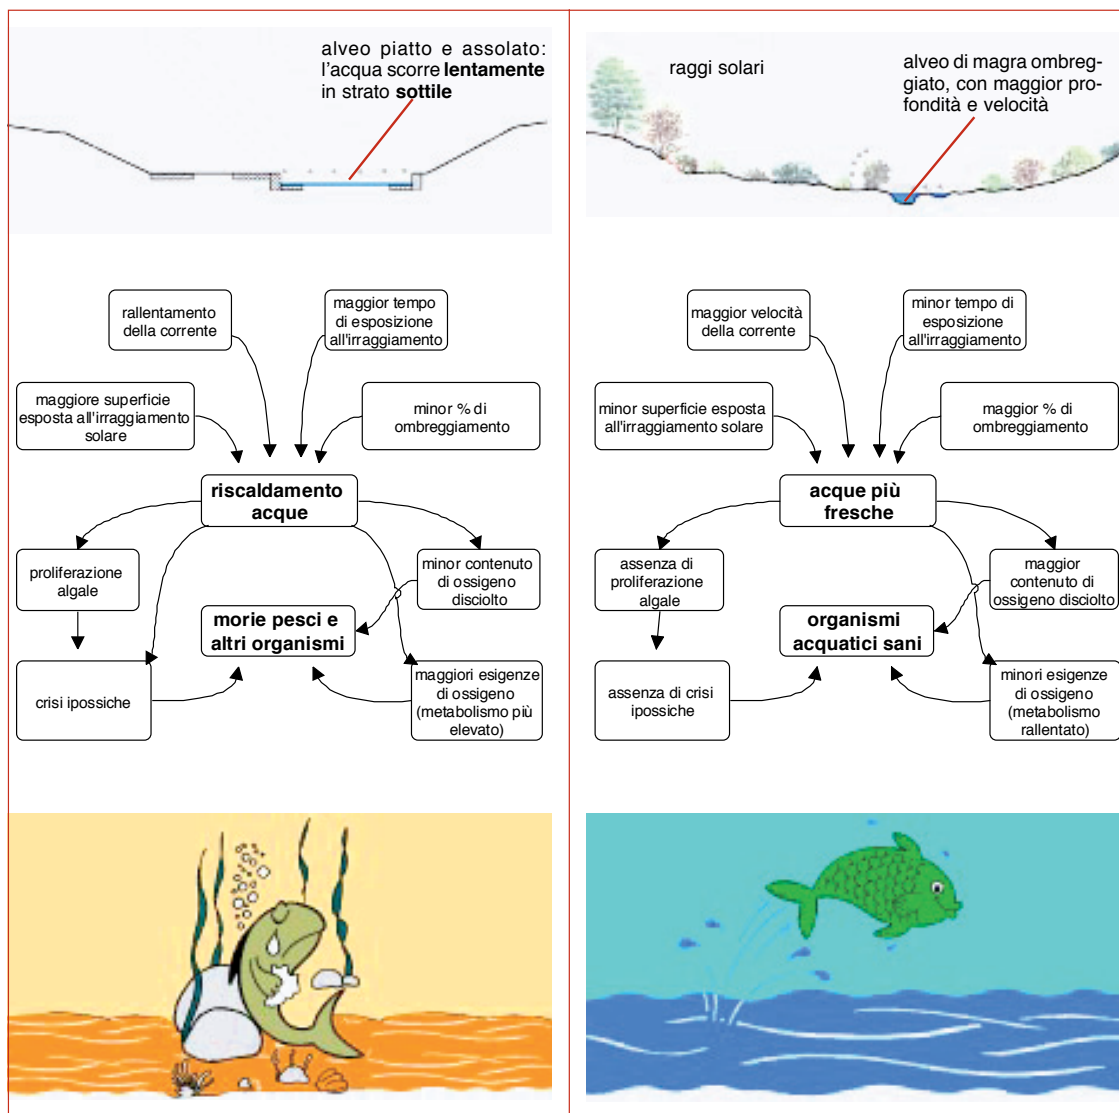 alveo piatto e assolato:
l'acqua scorre lentamente
in strato sottile
rallentamento
della corrente
maggior tempo
di esposizione
all'irraggiamento
maggiore superficie
esposta all'irraggiamento
solare
minor % di
ombreggiamento
riscaldamento
acque
proliferazione
algale
minor contenuto
di ossigeno
disciolto
morie pesci e
altri organismi
crisi ipossiche
maggiori esigenze
di ossigeno
(metabolismo più
elevato)
raggi solari
alveo di magra ombreg-
giato, con maggior pro-
fondità e velocità
maggior velocità
della corrente
minor tempo di
esposizione
all'irraggiamento
minor superficie esposta
all'irraggiamento solare
maggior % di
ombreggiamento
acque più
fresche
assenza di
proliferazione
algale
maggior
contenuto di
ossigeno disciolto
organismi
acquatici sani
assenza di crisi
ipossiche
minori esigenze
di ossigeno
(metabolismo
rallentato)